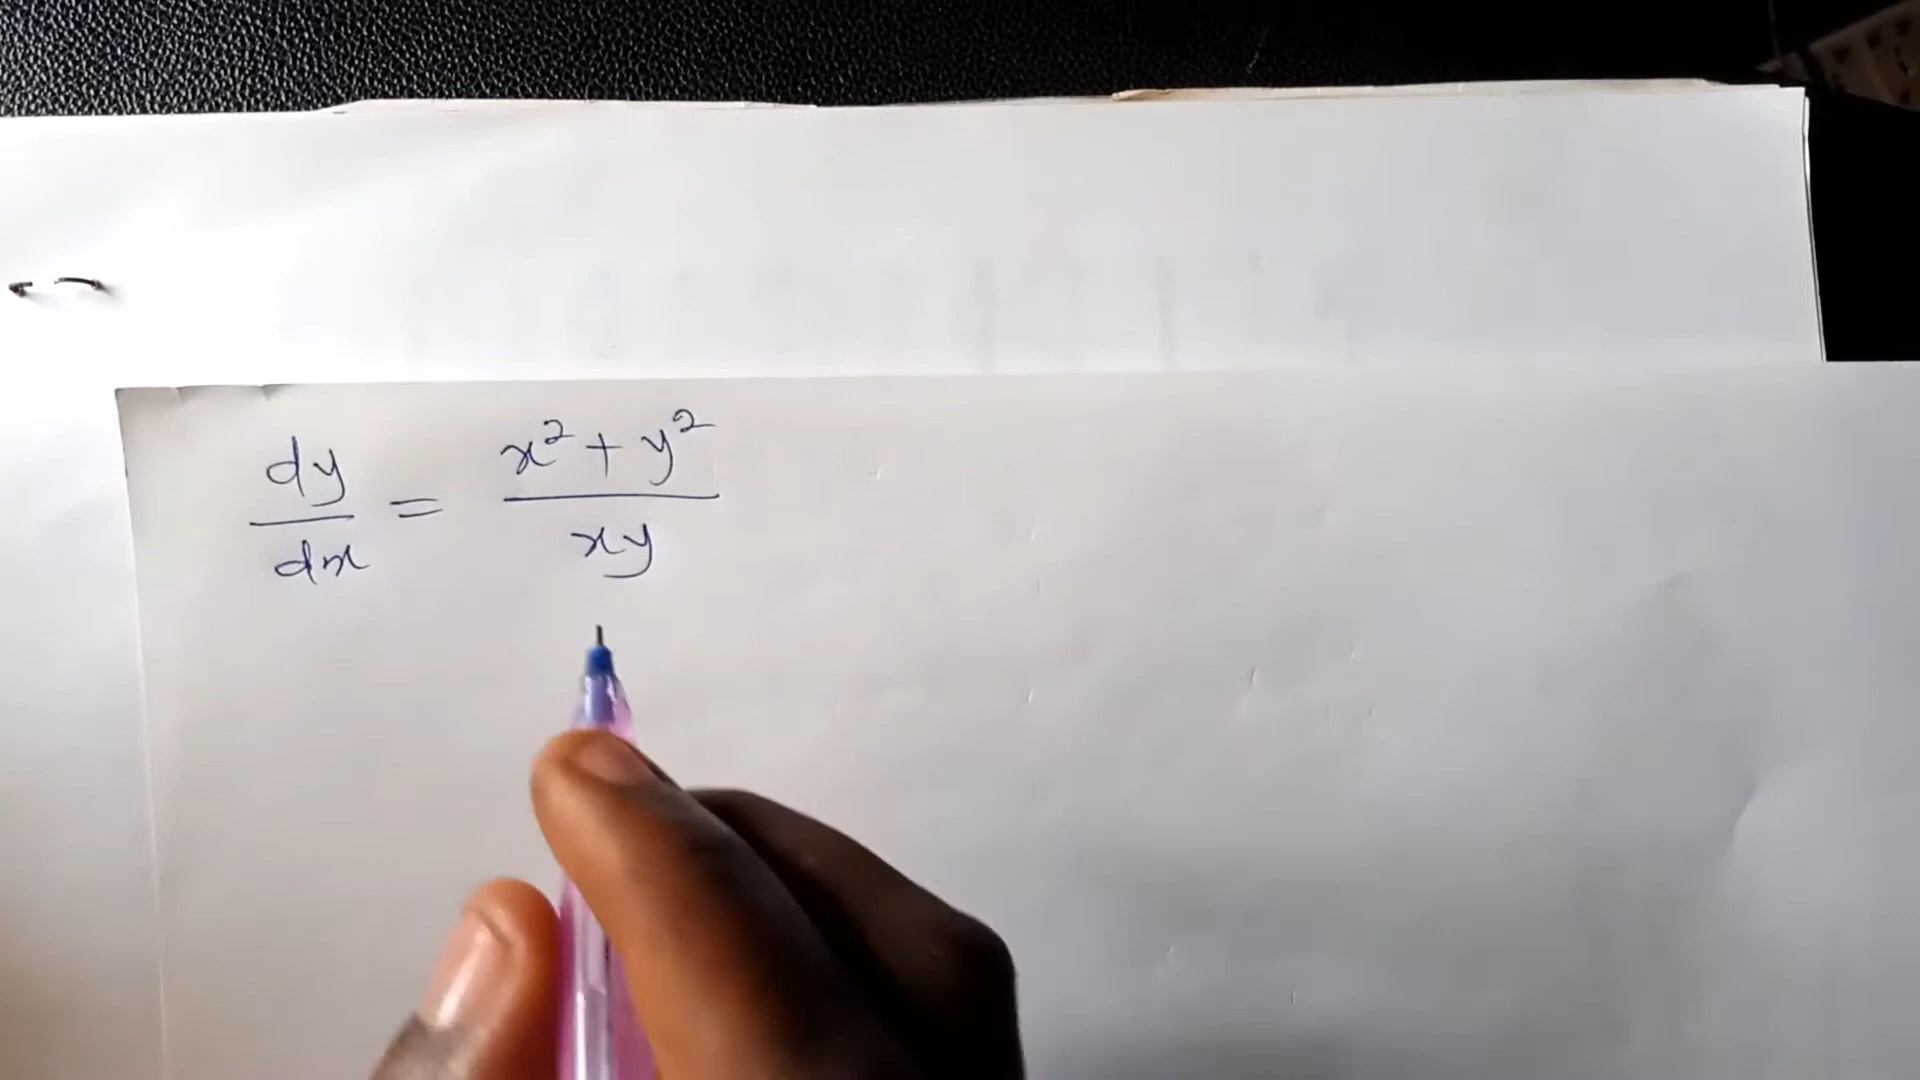 dy/dx = x² + y² / xy